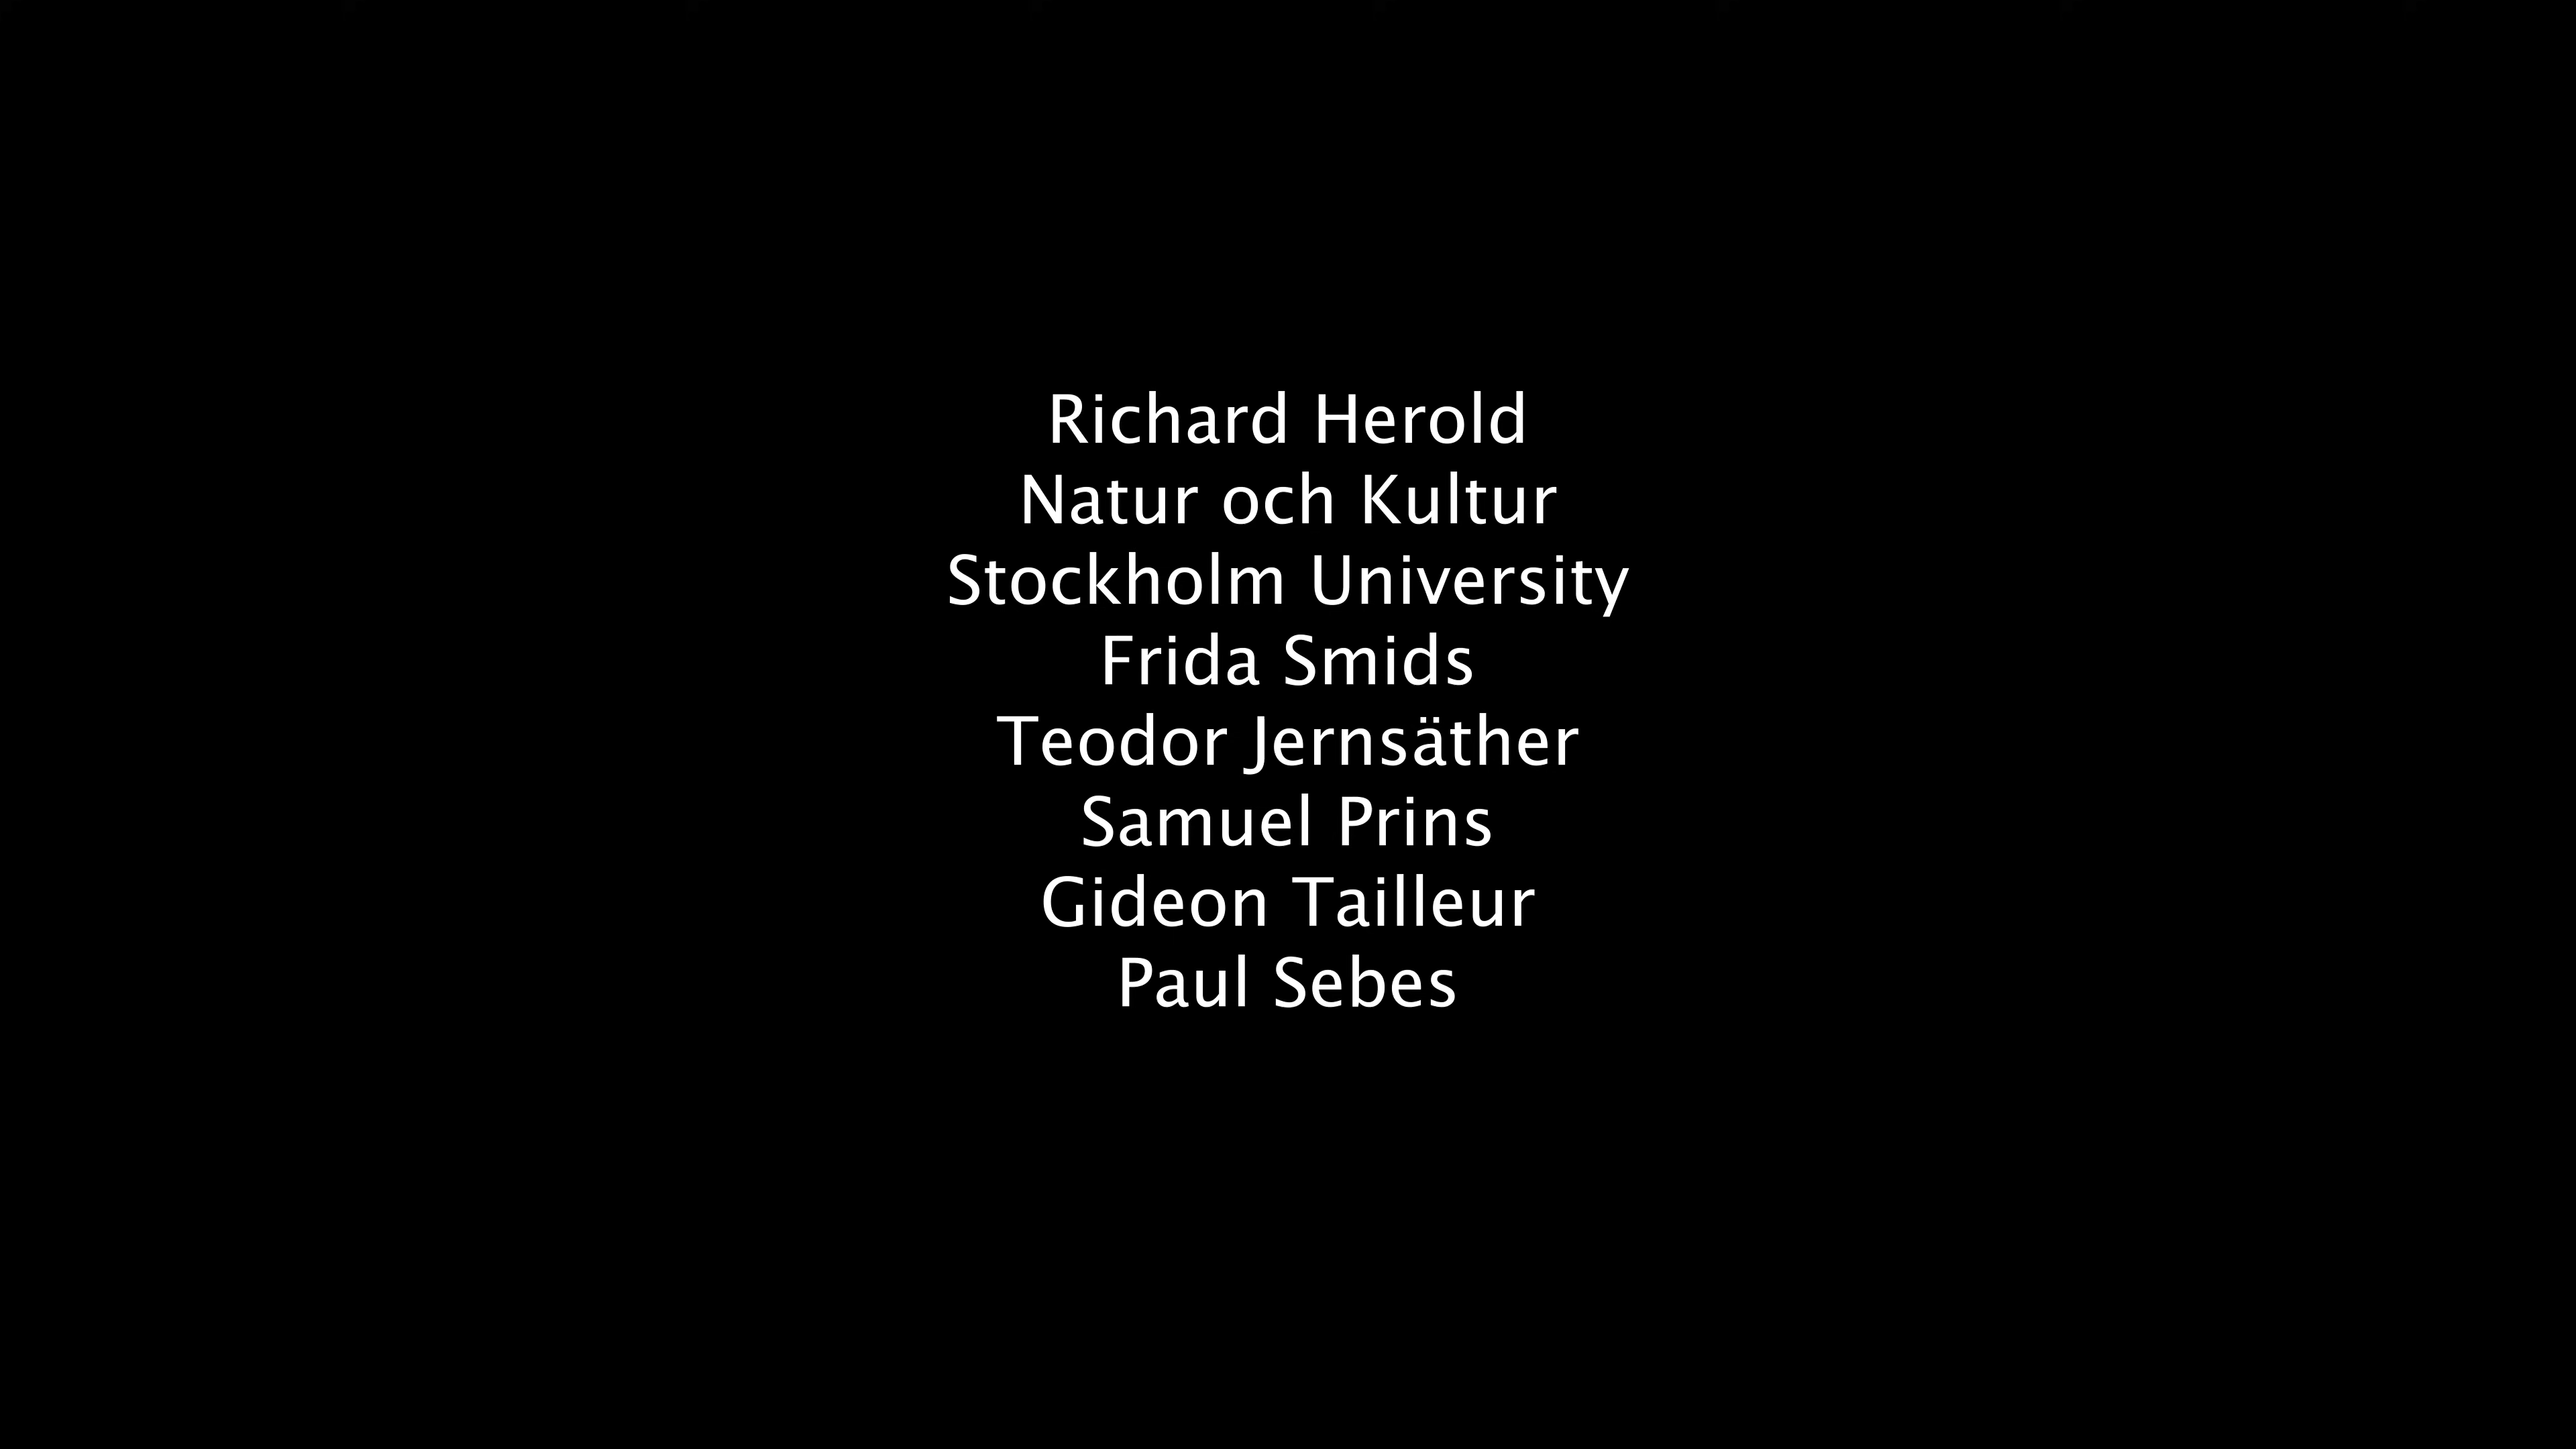 Richard Herold
Natur och Kultur
Stockholm University
Frida Smids
Teodor Jernsäther
Samuel Prins
Gideon Tailleur
Paul Sebes